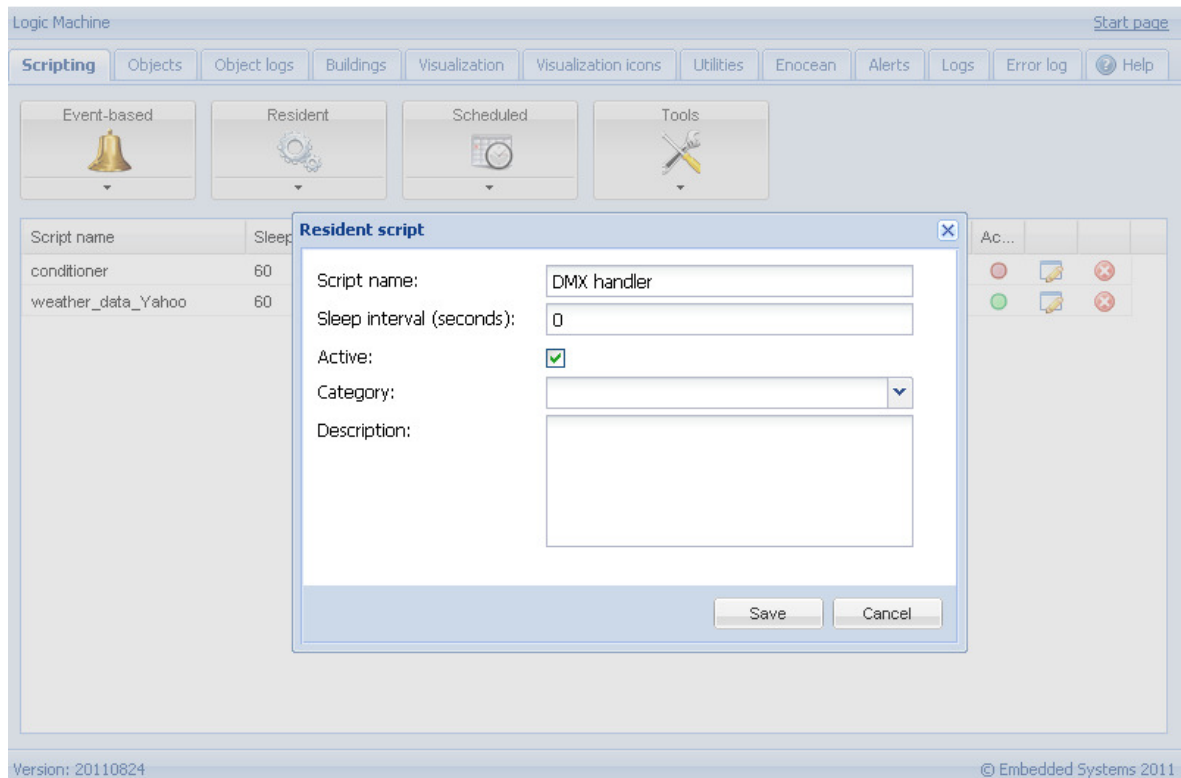 Logic Machine Start page
Scripting Objects Object logs Buildings Visualization Visualization icons Utilities Enocean Alerts Logs Error log Help
Event-based Resident Scheduled Tools
Script name Sleep Ac...
conditioner 60
weather_data_Yahoo 60
Resident script
Script name: DMX handler
Sleep interval (seconds): 0
Active:
Category:
Description:
Save Cancel
Version: 20110824 © Embedded Systems 2011